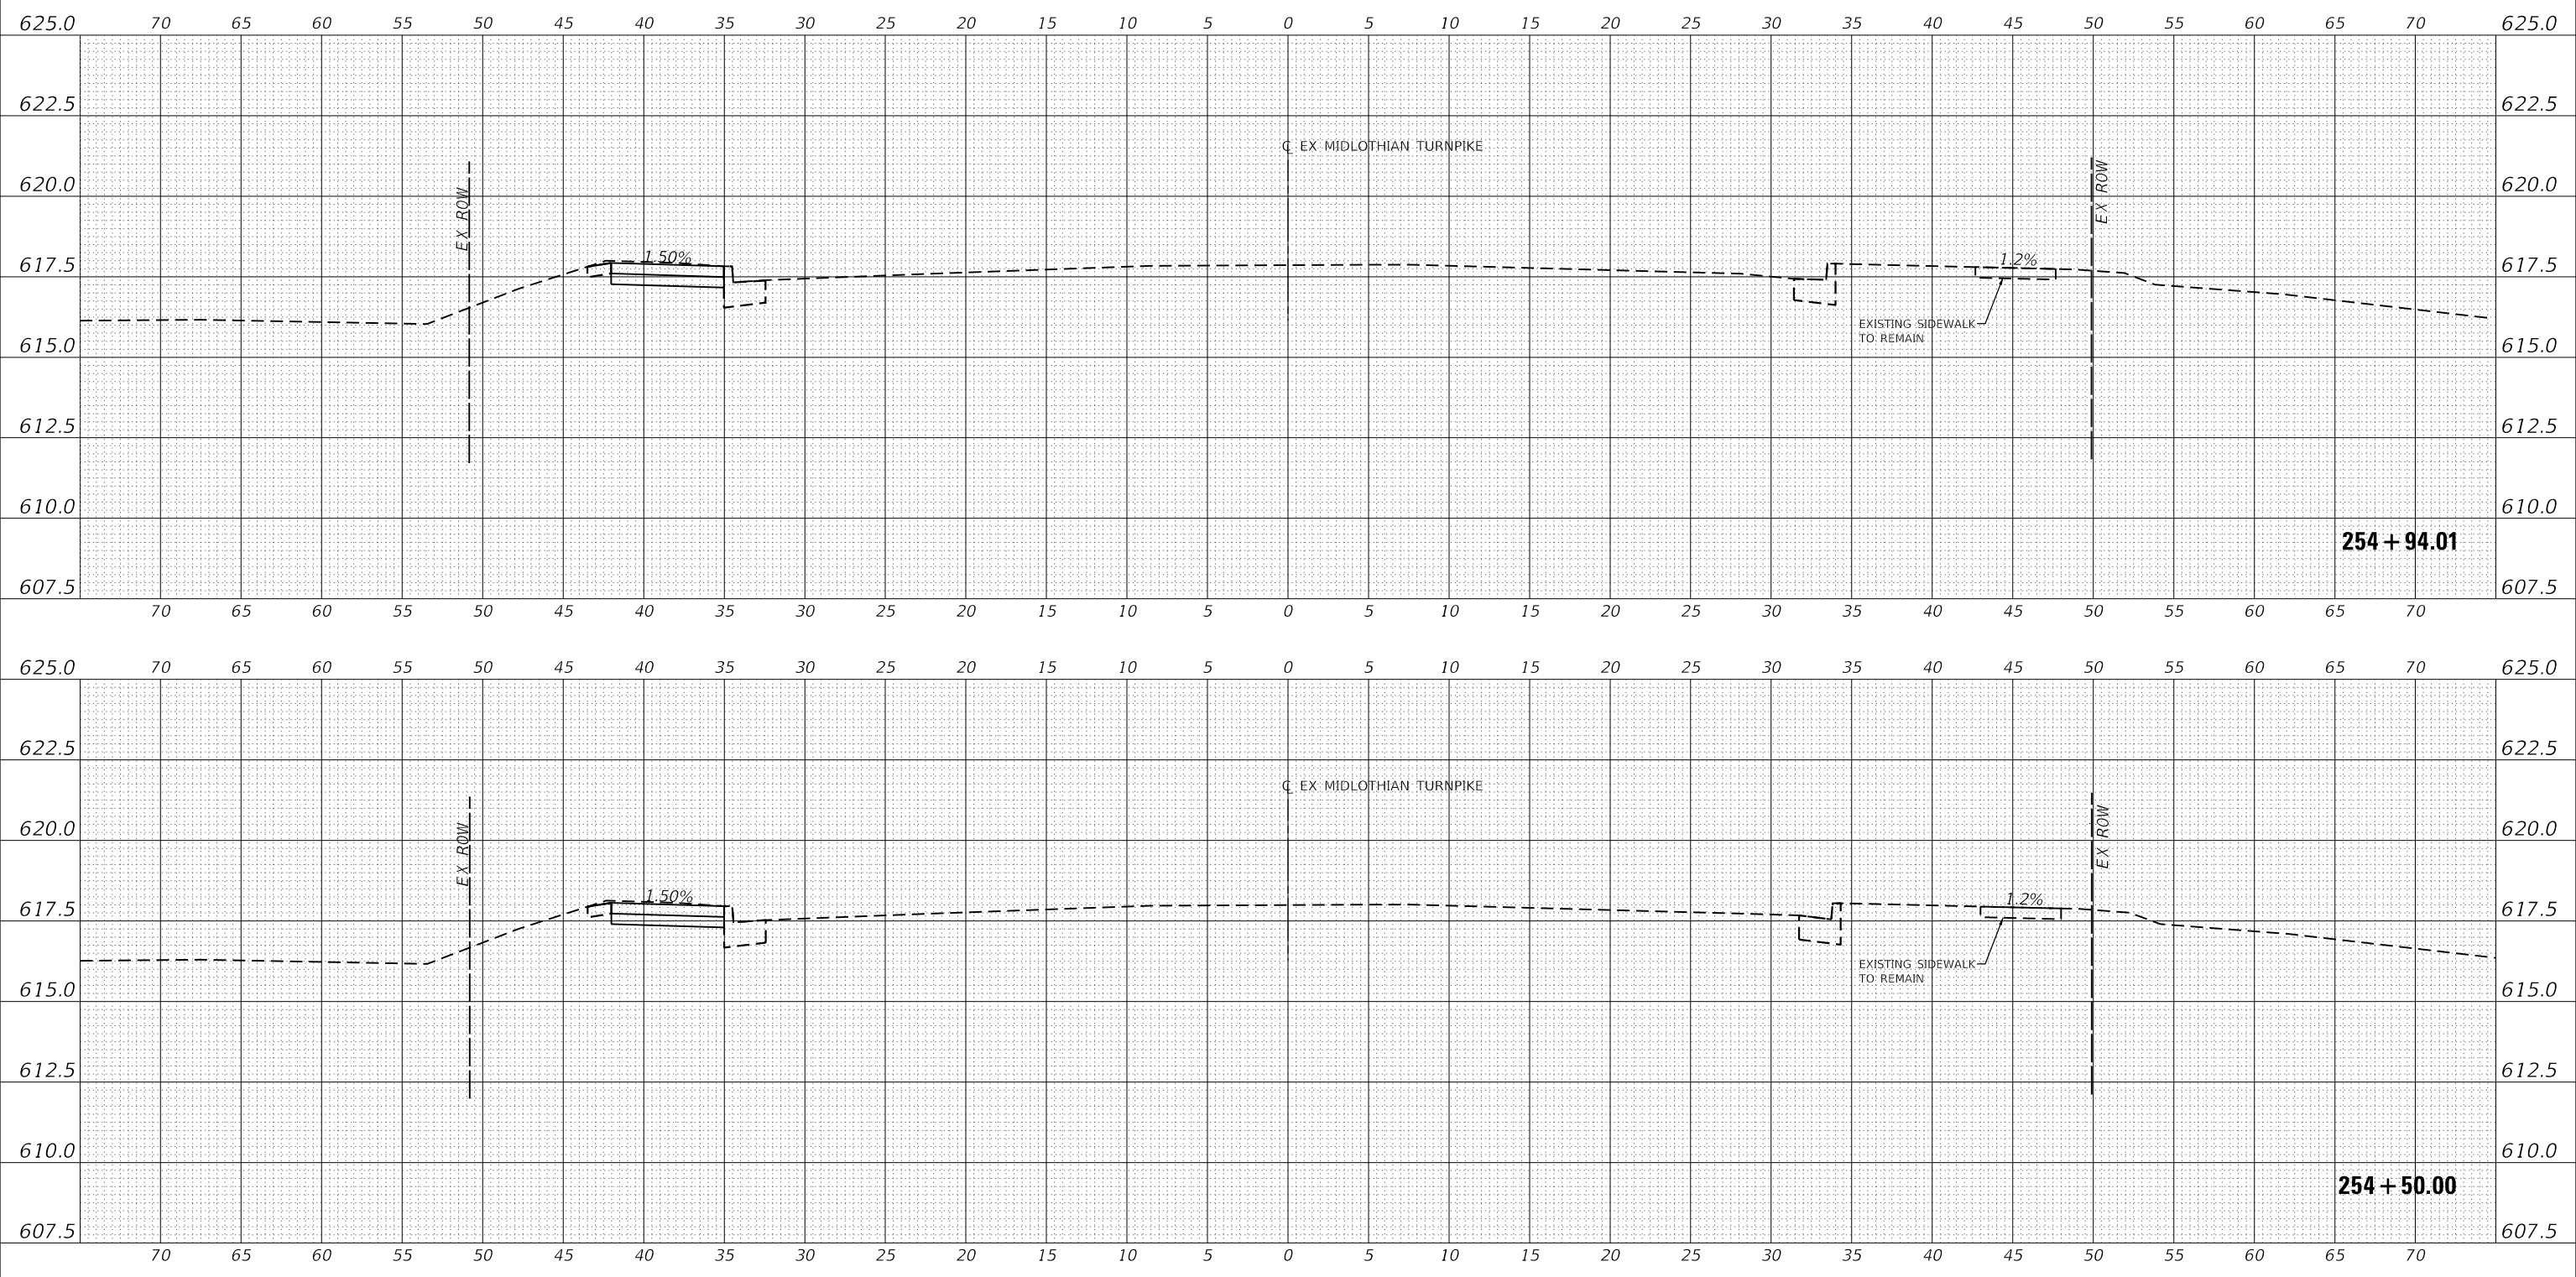 70 65 60 55 50 45 40 35 30 25 20 15 10 5 0 5 10 15 20 25 30 35 40 45 50 55 60 65 70
625.0 625.0
622.5 622.5
℄ EX MIDLOTHIAN TURNPIKE
620.0 620.0
EX ROW
EX ROW
1.50%
1.2%
617.5 617.5
EXISTING SIDEWALK
TO REMAIN
615.0 615.0
612.5 612.5
610.0 610.0
254+94.01
607.5 607.5
70 65 60 55 50 45 40 35 30 25 20 15 10 5 0 5 10 15 20 25 30 35 40 45 50 55 60 65 70
70 65 60 55 50 45 40 35 30 25 20 15 10 5 0 5 10 15 20 25 30 35 40 45 50 55 60 65 70
625.0 625.0
622.5 622.5
℄ EX MIDLOTHIAN TURNPIKE
620.0 620.0
EX ROW
EX ROW
1.50%
1.2%
617.5 617.5
EXISTING SIDEWALK
TO REMAIN
615.0 615.0
612.5 612.5
610.0 610.0
254+50.00
607.5 607.5
70 65 60 55 50 45 40 35 30 25 20 15 10 5 0 5 10 15 20 25 30 35 40 45 50 55 60 65 70